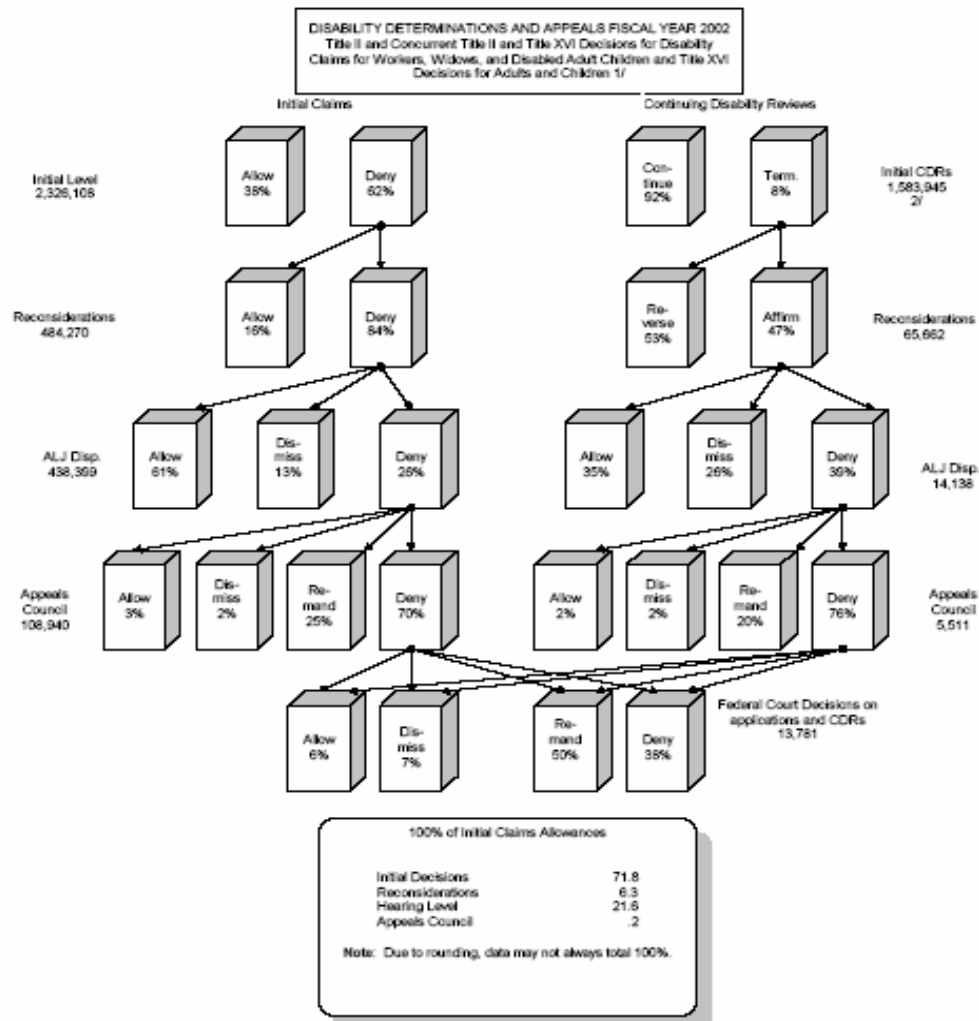 DISABILITY DETERMINATIONS AND APPEALS FISCAL YEAR 2002
Title II and Concurrent Title II and Title XVI Decisions for Disability
Claims for Workers, Widows, and Disabled Adult Children and Title XVI
Decisions for Adults and Children 1/
Initial Claims
Continuing Disability Reviews
Initial Level
2,326,108
Allow
38%
Deny
62%
Con-
tinue
92%
Term.
8%
Initial CDRs
1,583,945
2/
Reconsiderations
484,270
Allow
16%
Deny
84%
Re-
verse
53%
Affirm
47%
Reconsiderations
65,662
ALJ Disp.
438,399
Allow
61%
Dis-
miss
13%
Deny
26%
Allow
35%
Dis-
miss
26%
Deny
39%
ALJ Disp.
14,138
Appeals
Council
108,940
Allow
3%
Dis-
miss
2%
Re-
mand
25%
Deny
70%
Allow
2%
Dis-
miss
2%
Re-
mand
20%
Deny
76%
Appeals
Council
5,511
Allow
6%
Dis-
miss
7%
Re-
mand
50%
Deny
38%
Federal Court Decisions on
applications and CDRs
13,781
100% of Initial Claims Allowances
Initial Decisions 71.8
Reconsiderations 6.3
Hearing Level 21.6
Appeals Council .2
Note: Due to rounding, data may not always total 100%.